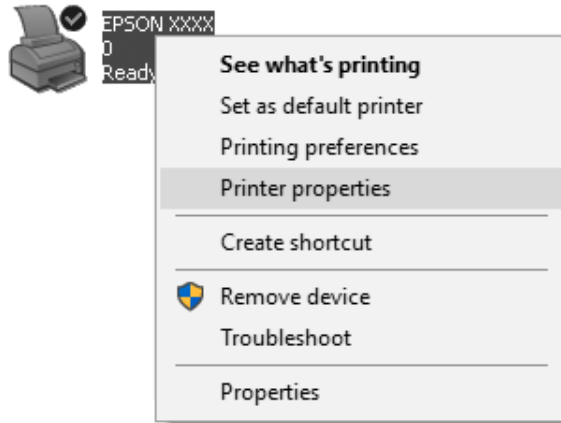 EPSON XXXX
0
Ready
See what's printing
Set as default printer
Printing preferences
Printer properties
Create shortcut
Remove device
Troubleshoot
Properties